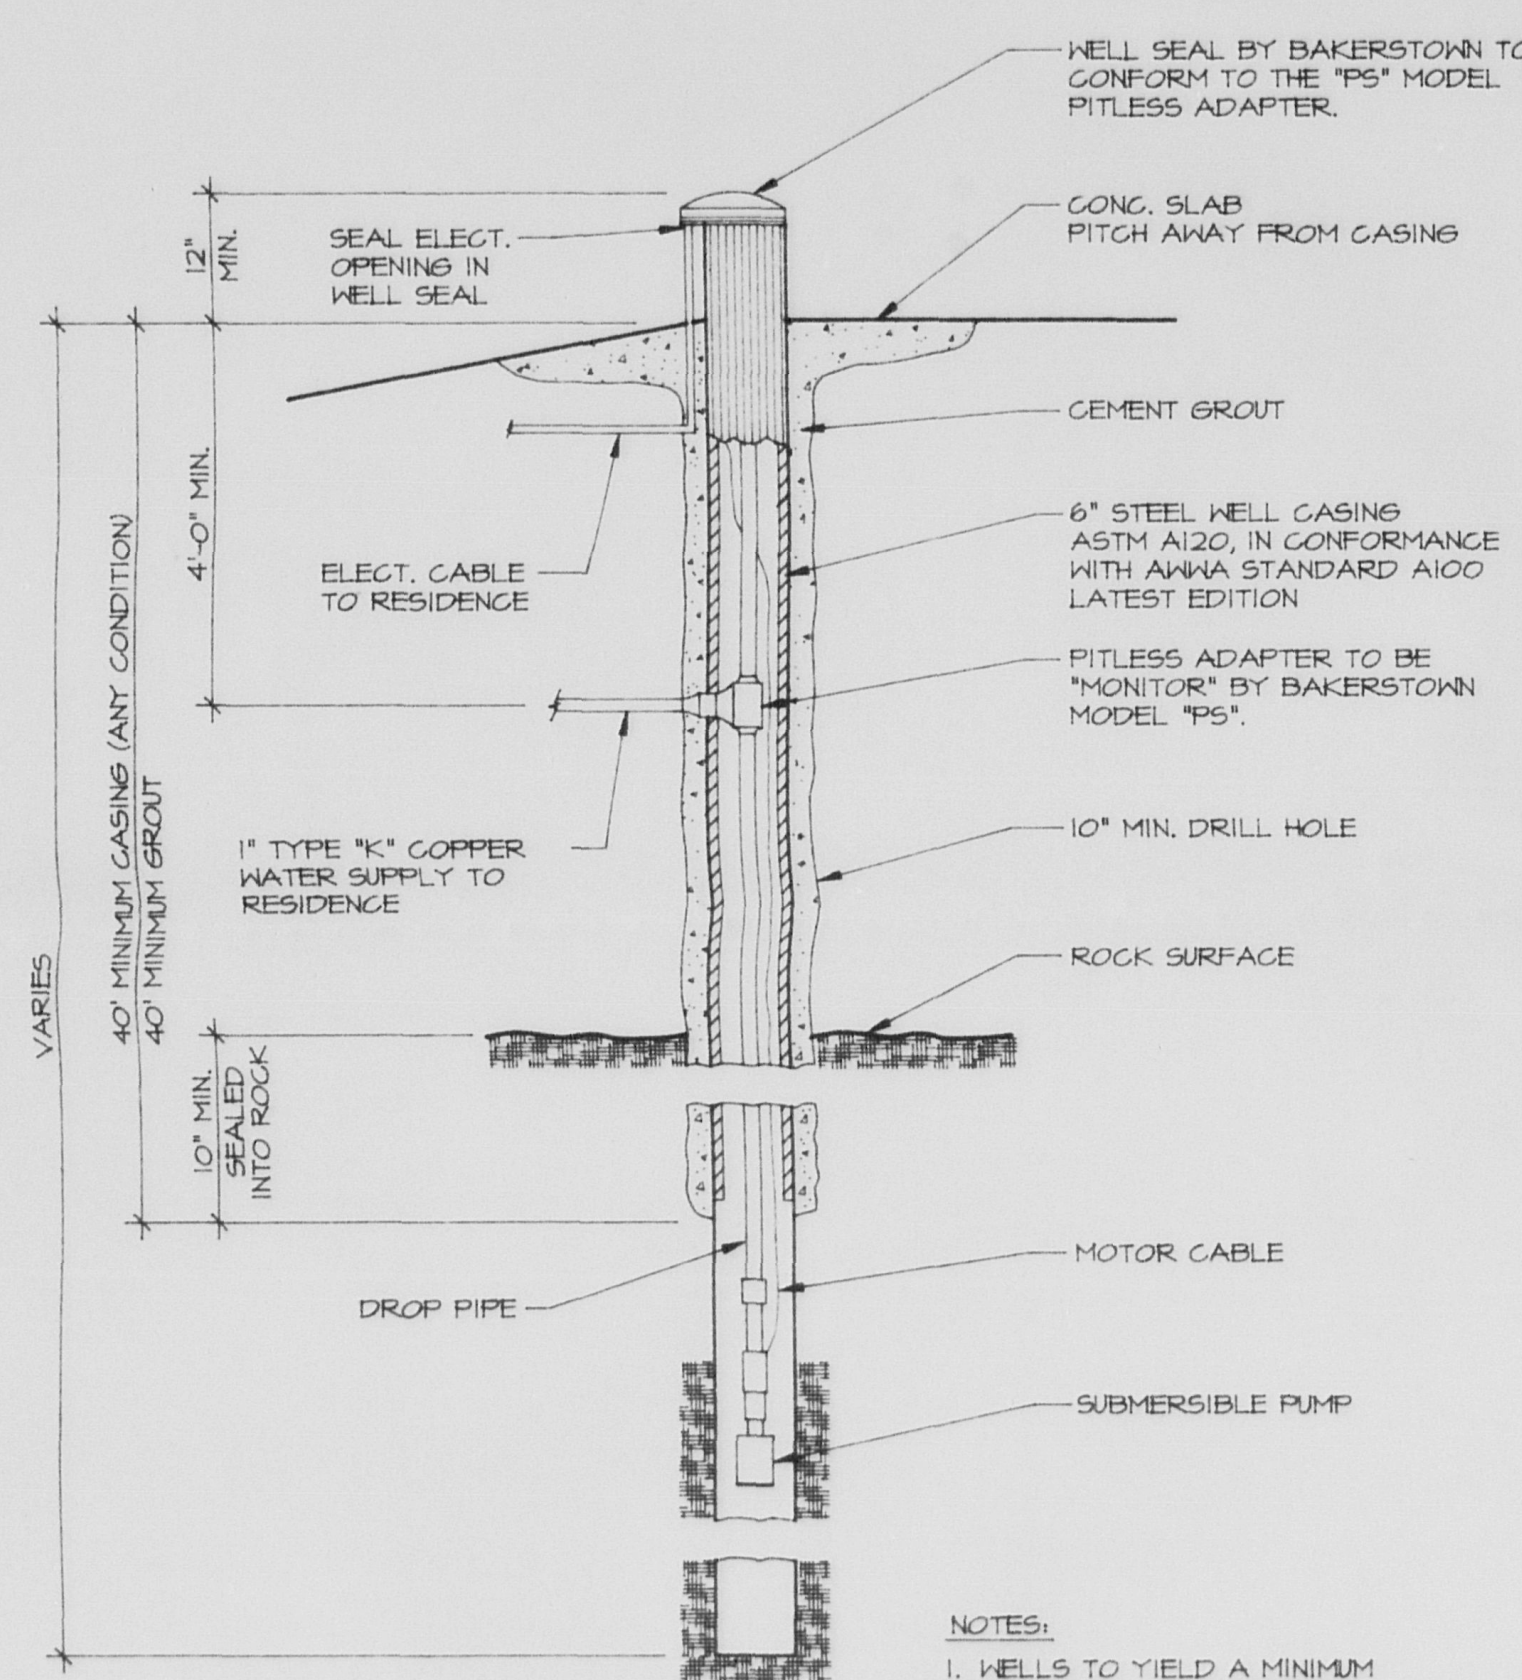 WELL SEAL BY BAKERSTOWN TO
CONFORM TO THE "PS" MODEL
PITLESS ADAPTER.
CONC. SLAB
PITCH AWAY FROM CASING
12"
MIN.
SEAL ELECT.
OPENING IN
WELL SEAL
CEMENT GROUT
4'-0" MIN.
6" STEEL WELL CASING
ASTM A120, IN CONFORMANCE
WITH AWWA STANDARD A100
LATEST EDITION
ELECT. CABLE
TO RESIDENCE
PITLESS ADAPTER TO BE
"MONITOR" BY BAKERSTOWN
MODEL "PS".
40' MINIMUM CASING (ANY CONDITION)
40' MINIMUM GROUT
1" TYPE "K" COPPER
WATER SUPPLY TO
RESIDENCE
10" MIN. DRILL HOLE
ROCK SURFACE
VARIES
10" MIN.
SEALED
INTO ROCK
MOTOR CABLE
DROP PIPE
SUBMERSIBLE PUMP
NOTES:
1. WELLS TO YIELD A MINIMUM